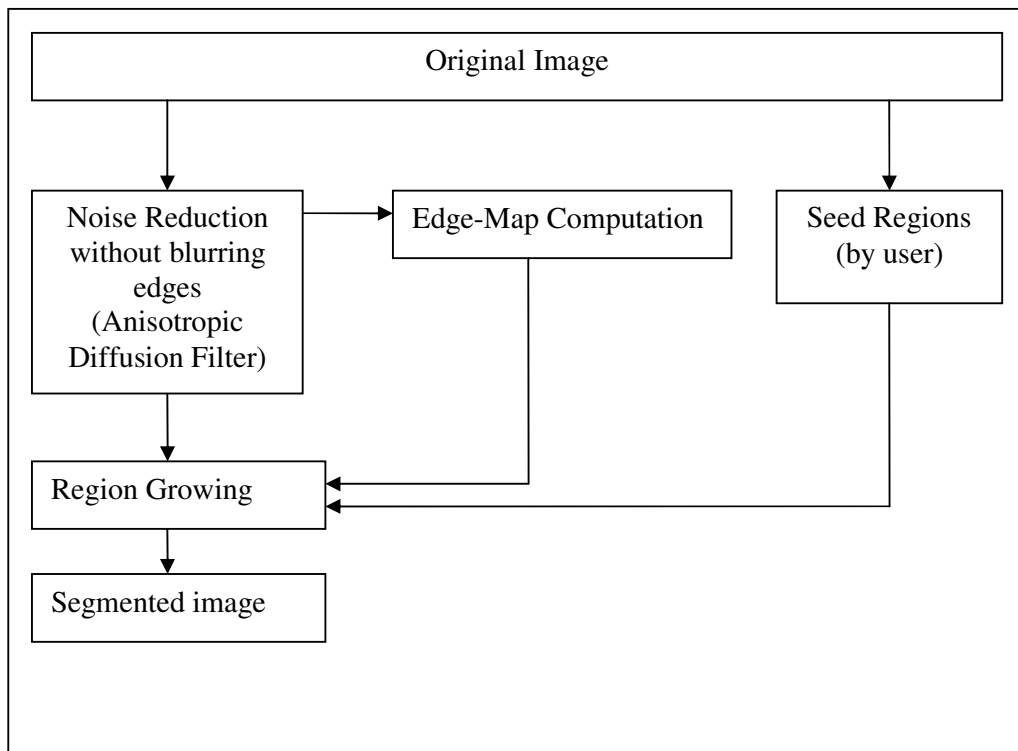 Original Image
Noise Reduction
without blurring
edges
(Anisotropic
Diffusion Filter)
Edge-Map Computation
Seed Regions
(by user)
Region Growing
Segmented image